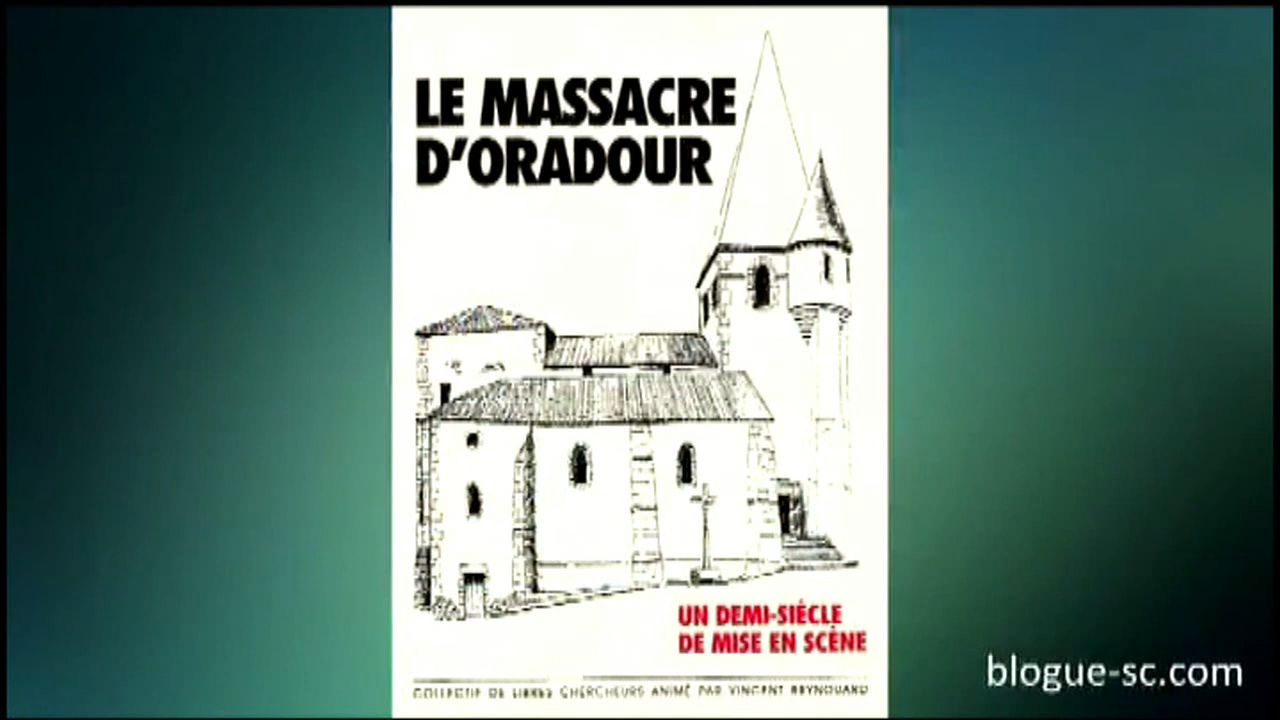 LE MASSACRE
D'ORADOUR
UN DEMI-SIÈCLE
DE MISE EN SCÈNE
COLLECTIF DE LIBRES CHERCHEURS ANIMÉ PAR VINCENT REYNOUARD
blogue-sc.com